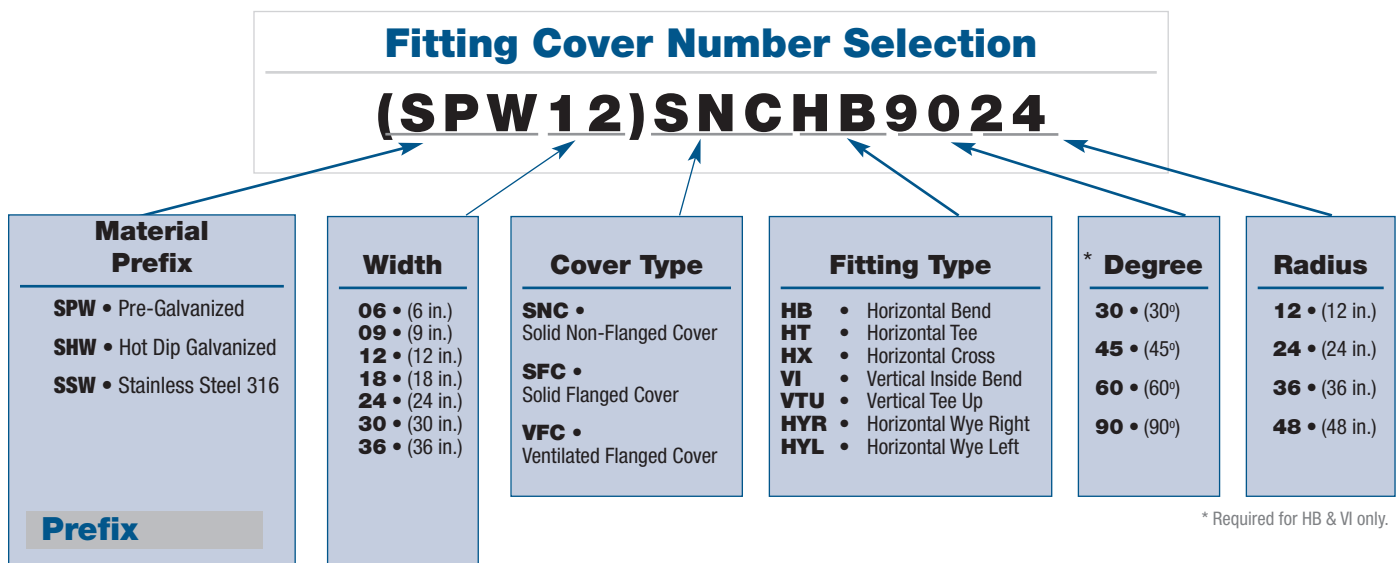 Fitting Cover Number Selection
(SPW12)SNCHB9024
Material
Prefix
SPW • Pre-Galvanized
SHW • Hot Dip Galvanized
SSW • Stainless Steel 316
Prefix
Width
06 • (6 in.)
09 • (9 in.)
12 • (12 in.)
18 • (18 in.)
24 • (24 in.)
30 • (30 in.)
36 • (36 in.)
Cover Type
SNC •
Solid Non-Flanged Cover
SFC •
Solid Flanged Cover
VFC •
Ventilated Flanged Cover
Fitting Type
HB • Horizontal Bend
HT • Horizontal Tee
HX • Horizontal Cross
VI • Vertical Inside Bend
VTU • Vertical Tee Up
HYR • Horizontal Wye Right
HYL • Horizontal Wye Left
* Degree
30 • (30º)
45 • (45º)
60 • (60º)
90 • (90º)
Radius
12 • (12 in.)
24 • (24 in.)
36 • (36 in.)
48 • (48 in.)
* Required for HB & VI only.